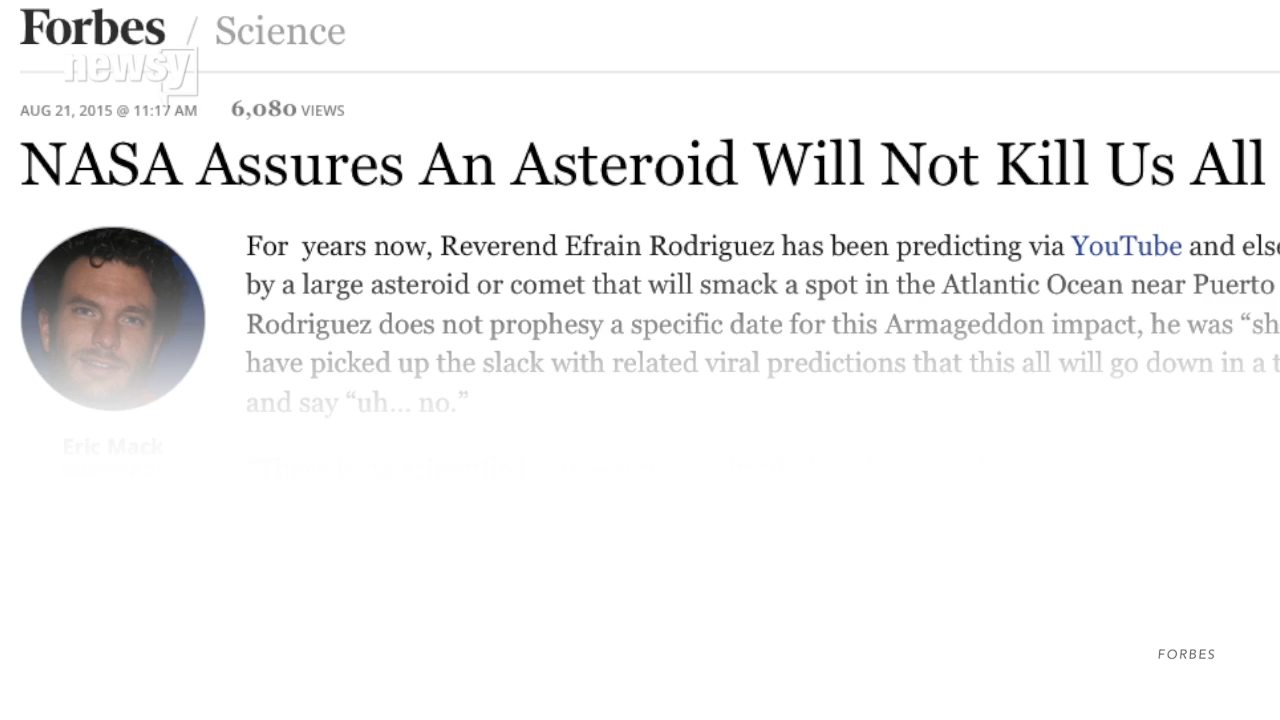 Forbes / Science
newsy
AUG 21, 2015 @ 11:17 AM 6,080 VIEWS
NASA Assures An Asteroid Will Not Kill Us All
For years now, Reverend Efrain Rodriguez has been predicting via YouTube and else
by a large asteroid or comet that will smack a spot in the Atlantic Ocean near Puerto
Rodriguez does not prophesy a specific date for this Armageddon impact, he was “sh
have picked up the slack with related viral predictions that this all will go down in a t
and say “uh... no.”
Eric Mack
FORBES